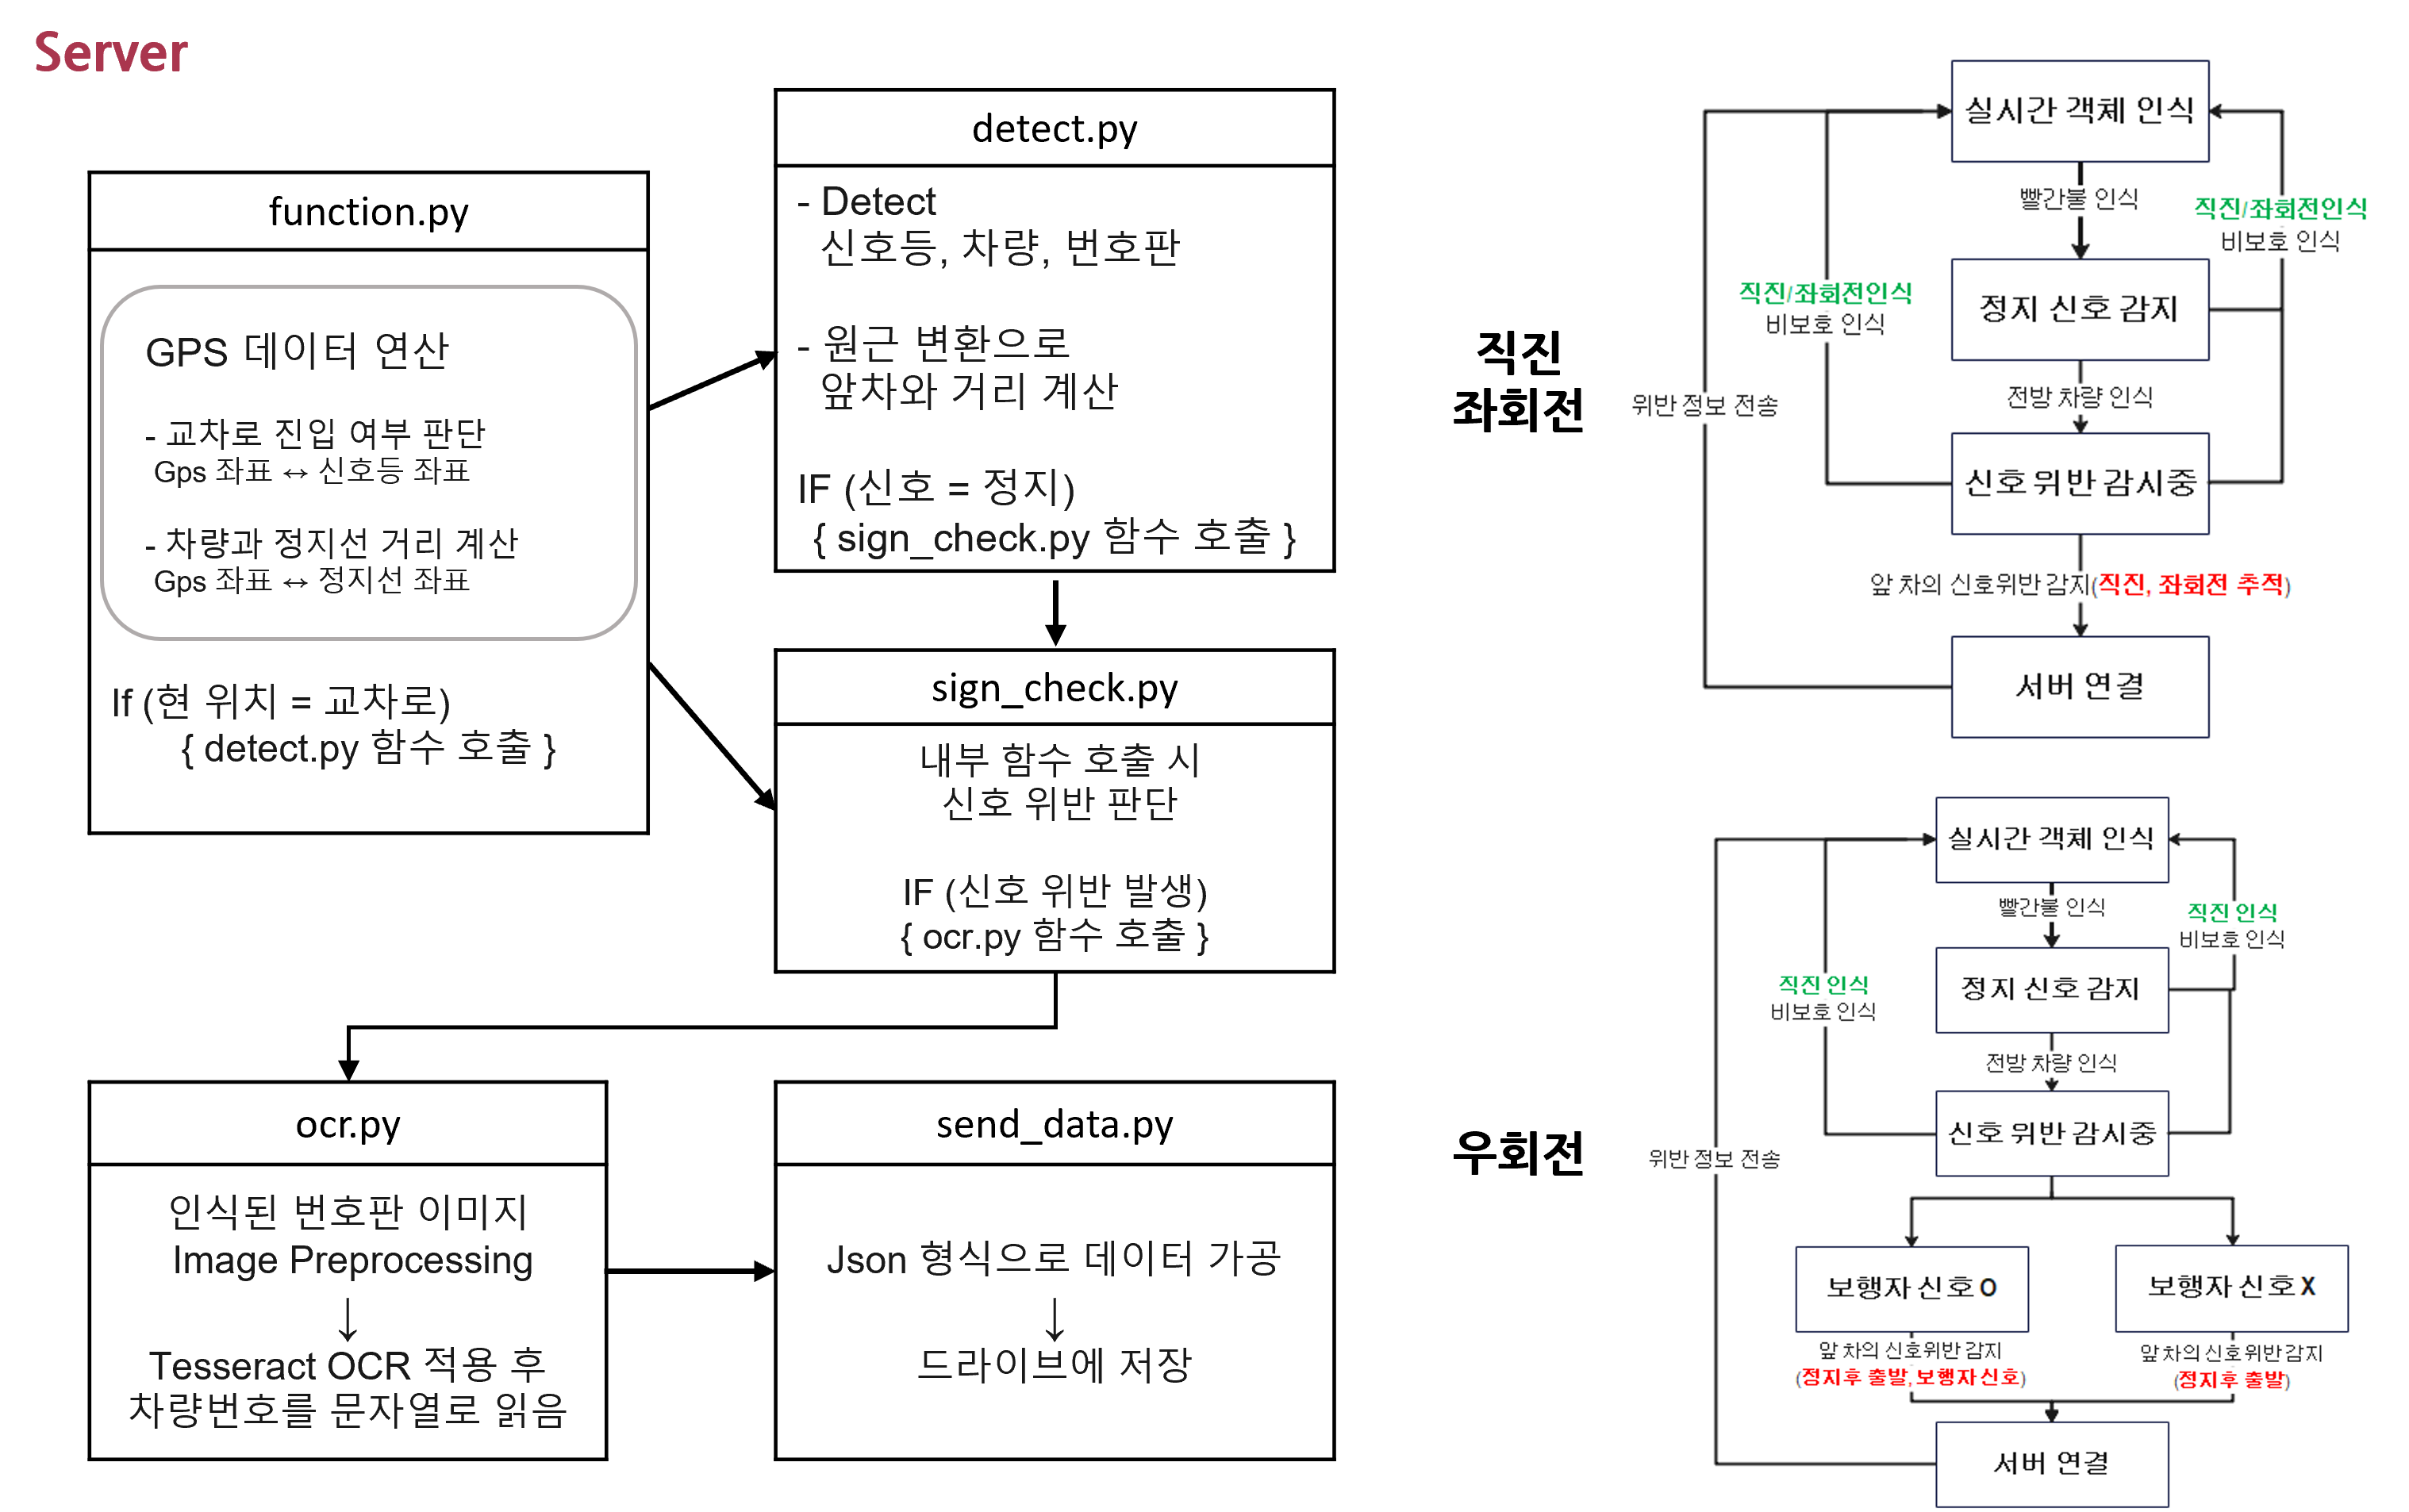 Server
function.py
GPS 데이터 연산
- 교차로 진입 여부 판단
Gps 좌표 ↔ 신호등 좌표
- 차량과 정지선 거리 계산
Gps 좌표 ↔ 정지선 좌표
If (현 위치 = 교차로)
{ detect.py 함수 호출 }
detect.py
- Detect
신호등, 차량, 번호판
- 원근 변환으로
앞차와 거리 계산
IF (신호 = 정지)
{ sign_check.py 함수 호출 }
sign_check.py
내부 함수 호출 시
신호 위반 판단
IF (신호 위반 발생)
{ ocr.py 함수 호출 }
ocr.py
인식된 번호판 이미지
Image Preprocessing
↓
Tesseract OCR 적용 후
차량번호를 문자열로 읽음
send_data.py
Json 형식으로 데이터 가공
↓
드라이브에 저장
직진
좌회전
실시간 객체 인식
빨간불 인식
직진/좌회전인식
비보호 인식
정지 신호 감지
직진/좌회전인식
비보호 인식
전방 차량 인식
위반 정보 전송
신호 위반 감시중
앞 차의 신호위반 감지(직진, 좌회전 추적)
서버 연결
우회전
실시간 객체 인식
빨간불 인식
직진 인식
비보호 인식
정지 신호 감지
직진 인식
비보호 인식
전방 차량 인식
신호 위반 감시중
위반 정보 전송
보행자 신호 O
보행자 신호 X
앞 차의 신호위반 감지
(정지후 출발, 보행자 신호)
앞 차의 신호위반 감지
(정지후 출발)
서버 연결